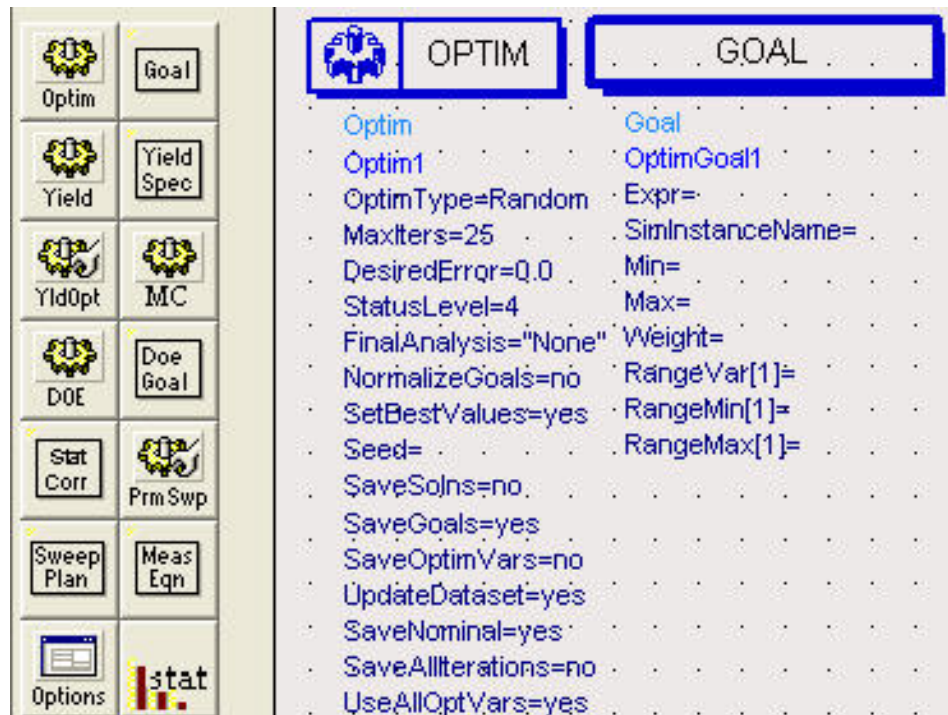 Optim
Goal
Yield
Yield
Spec
YldOpt
MC
DOE
Doe
Goal
Stat
Corr
Prm Swp
Sweep
Plan
Meas
Eqn
Options
stat
OPTIM
Optim
Optim1
OptimType=Random
MaxIters=25
DesiredError=0.0
StatusLevel=4
FinalAnalysis="None"
NormalizeGoals=no
SetBestValues=yes
Seed=
SaveSolns=no
SaveGoals=yes
SaveOptimVars=no
UpdateDataset=yes
SaveNominal=yes
SaveAllIterations=no
UseAllOptVars=yes
GOAL
Goal
OptimGoal1
Expr=
SimInstanceName=
Min=
Max=
Weight=
RangeVar[1]=
RangeMin[1]=
RangeMax[1]=